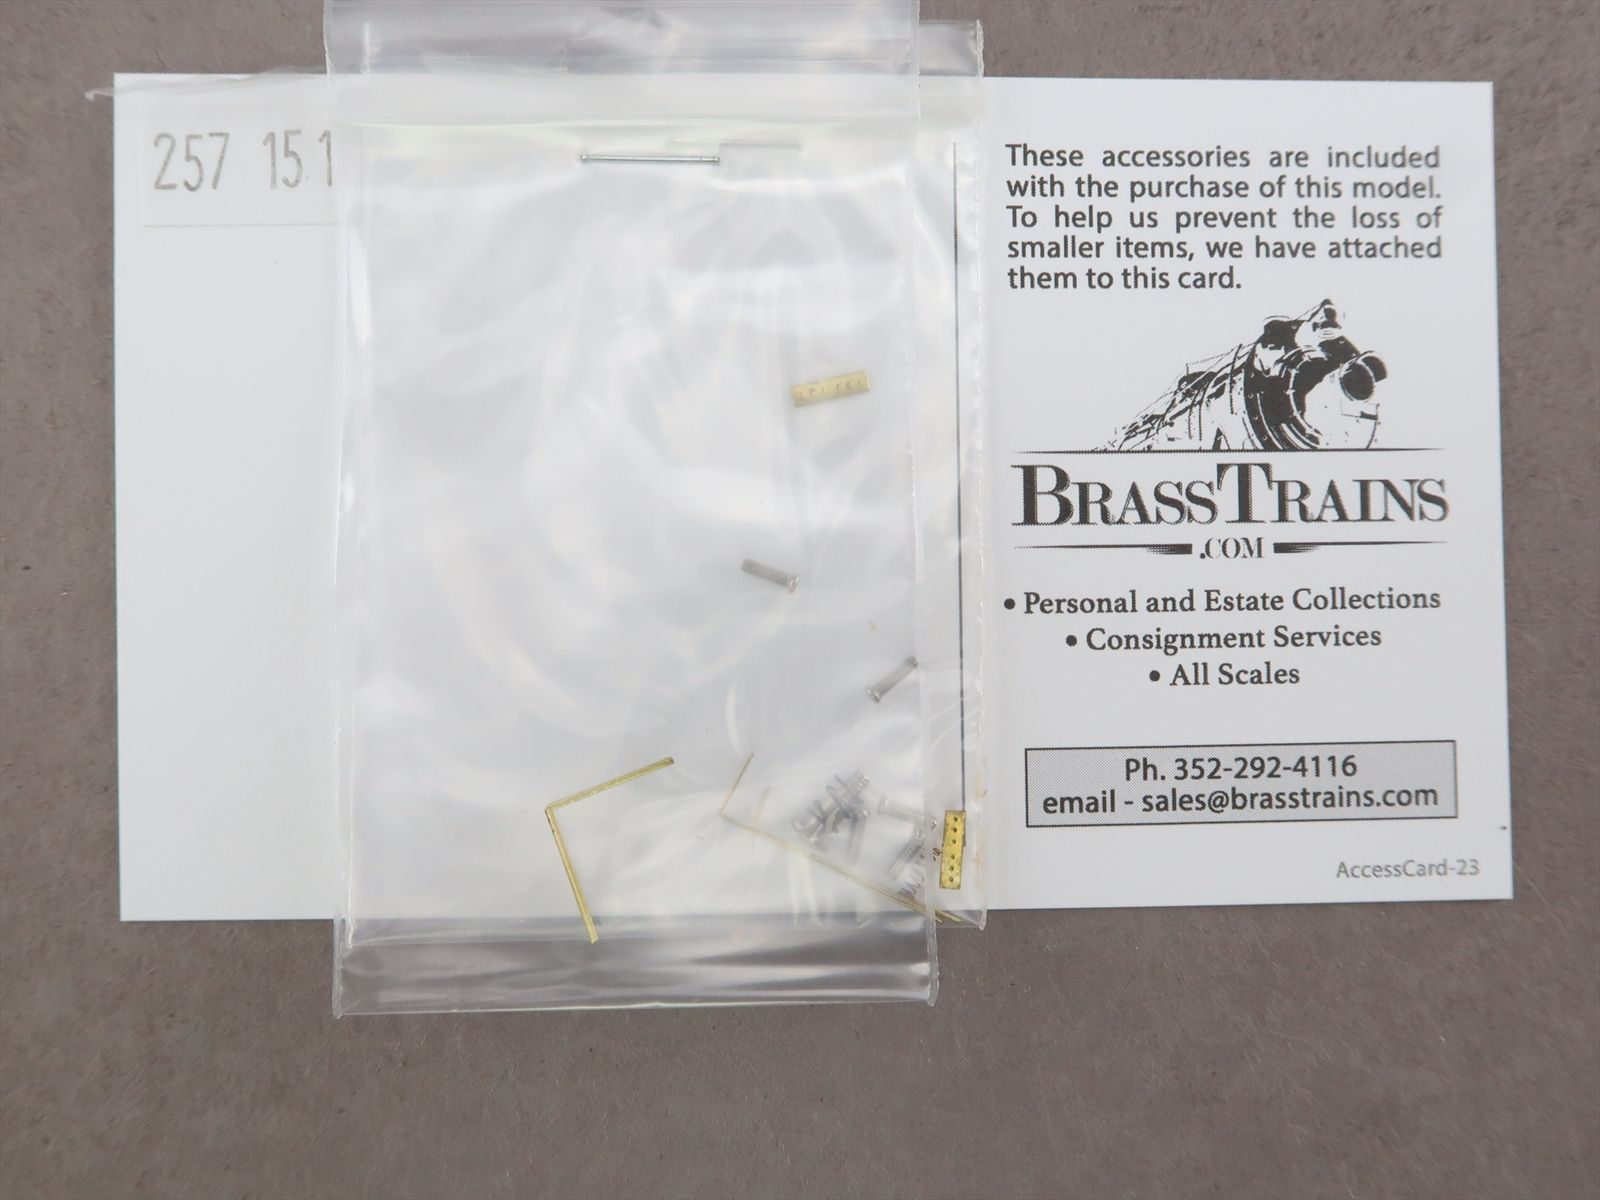 257 15.1
These accessories are included
with the purchase of this model.
To help us prevent the loss of
smaller items, we have attached
them to this card.
BRASSTRAINS
.COM
• Personal and Estate Collections
• Consignment Services
• All Scales
Ph. 352-292-4116
email - sales@brasstrains.com
AccessCard-23